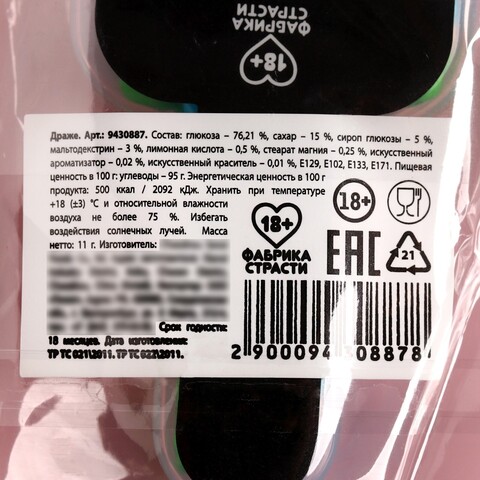 ФАБРИКА
СТРАСТИ
18+
Драже. Арт.: 9430887. Состав: глюкоза – 76,21 %, сахар – 15 %, сироп глюкозы – 5 %,
мальтодекстрин – 3 %, лимонная кислота – 0,5, стеарат магния – 0,25 %, искусственный
ароматизатор – 0,02 %, искусственный краситель – 0,01 %, E129, E102, E133, E171. Пищевая
ценность в 100 г: углеводы – 95 г. Энергетическая ценность в 100 г
продукта: 500 ккал / 2092 кДж. Хранить при температуре
+18 (±3) °С и относительной влажности
воздуха не более 75 %. Избегать
воздействия солнечных лучей. Масса
нетто: 11 г. Изготовитель:
Срок годности:
18 месяцев. Дата изготовления:
ТР ТС 021\2011. ТР ТС 022\2011.
18+
ФАБРИКА
СТРАСТИ
18+
EAC
21
2 900094 308878